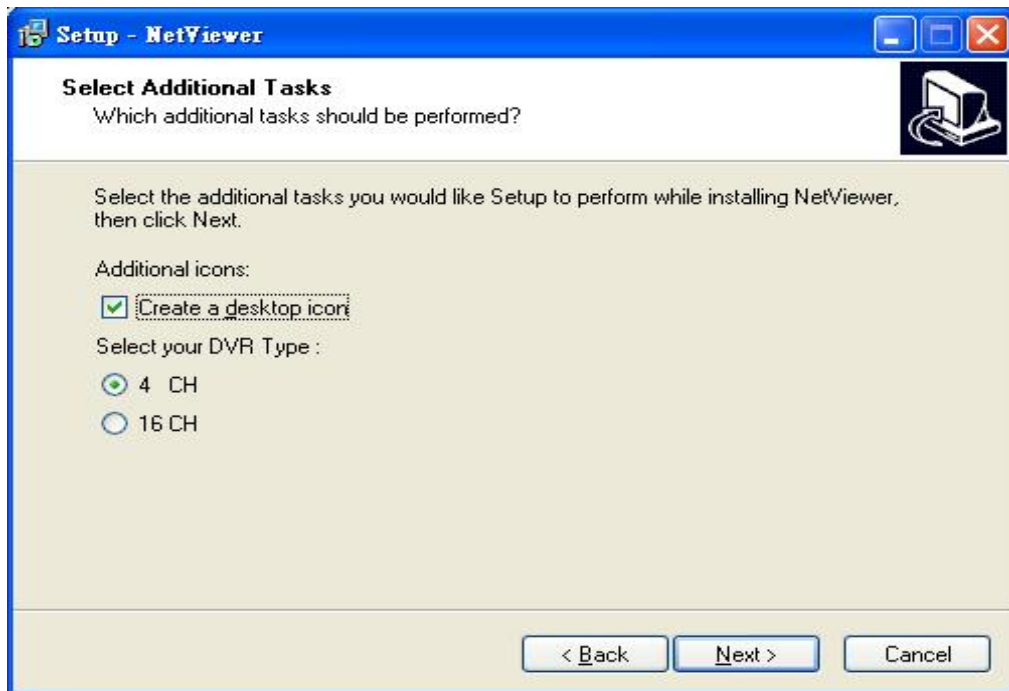 Setup - NetViewer
Select Additional Tasks
Which additional tasks should be performed?
Select the additional tasks you would like Setup to perform while installing NetViewer,
then click Next.
Additional icons:
Create a desktop icon
Select your DVR Type :
4 CH
16 CH
< Back
Next >
Cancel